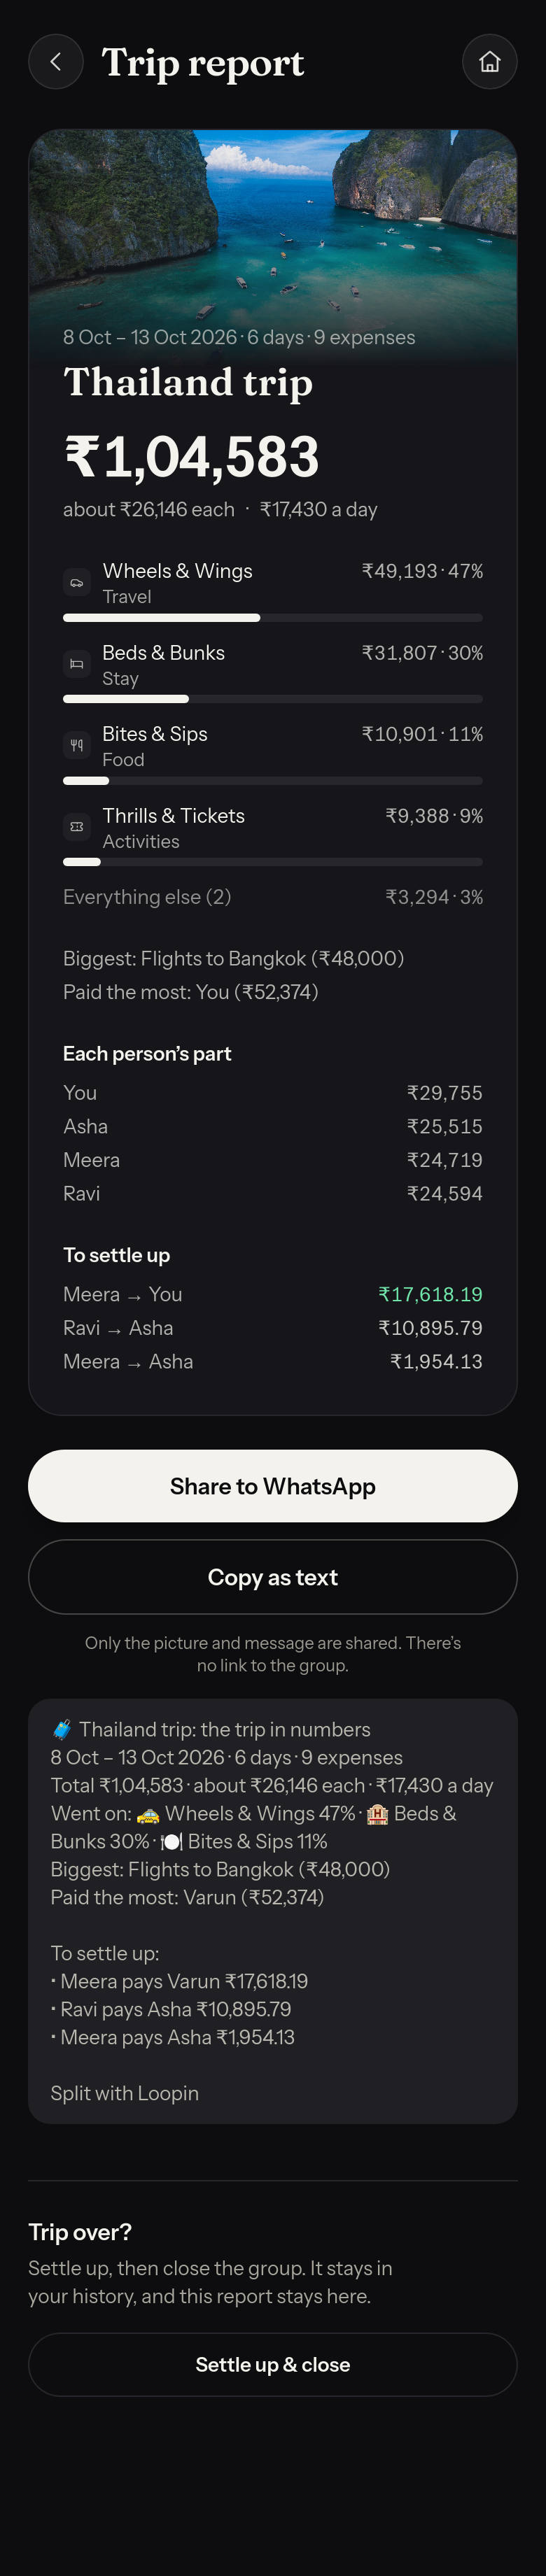 Trip report
8 Oct – 13 Oct 2026 · 6 days · 9 expenses
Thailand trip
₹1,04,583
about ₹26,146 each · ₹17,430 a day
Wheels & Wings ₹49,193 · 47%
Travel
Beds & Bunks ₹31,807 · 30%
Stay
Bites & Sips ₹10,901 · 11%
Food
Thrills & Tickets ₹9,388 · 9%
Activities
Everything else (2) ₹3,294 · 3%
Biggest: Flights to Bangkok (₹48,000)
Paid the most: You (₹52,374)
Each person’s part
You ₹29,755
Asha ₹25,515
Meera ₹24,719
Ravi ₹24,594
To settle up
Meera → You ₹17,618.19
Ravi → Asha ₹10,895.79
Meera → Asha ₹1,954.13
Share to WhatsApp
Copy as text
Only the picture and message are shared. There’s
no link to the group.
🧳 Thailand trip: the trip in numbers
8 Oct – 13 Oct 2026 · 6 days · 9 expenses
Total ₹1,04,583 · about ₹26,146 each · ₹17,430 a day
Went on: 🚕 Wheels & Wings 47% · 🏨 Beds &
Bunks 30% · 🍽️ Bites & Sips 11%
Biggest: Flights to Bangkok (₹48,000)
Paid the most: Varun (₹52,374)
To settle up:
• Meera pays Varun ₹17,618.19
• Ravi pays Asha ₹10,895.79
• Meera pays Asha ₹1,954.13
Split with Loopin
Trip over?
Settle up, then close the group. It stays in
your history, and this report stays here.
Settle up & close